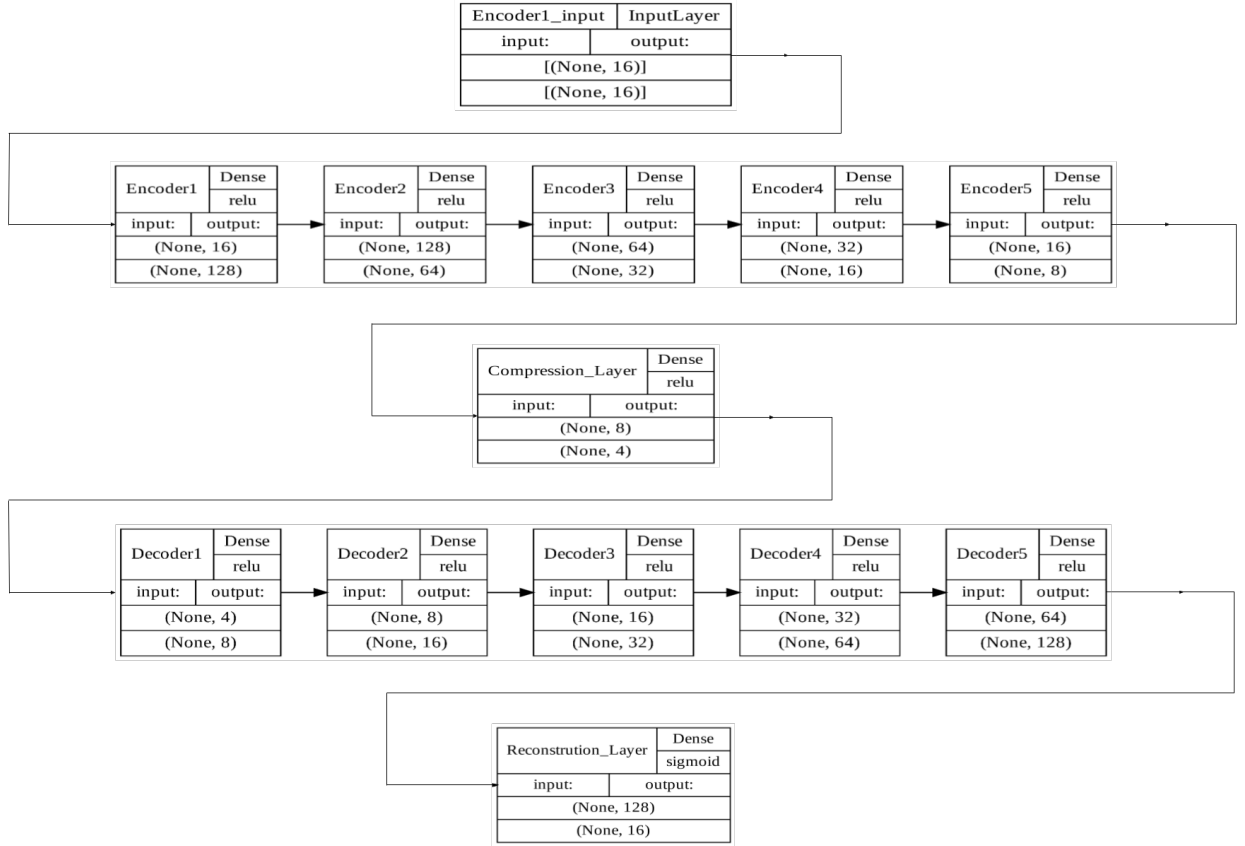 Encoder1_input InputLayer
input: output:
[(None, 16)]
[(None, 16)]
Encoder1 Dense relu
input: output:
(None, 16)
(None, 128)
Encoder2 Dense relu
input: output:
(None, 128)
(None, 64)
Encoder3 Dense relu
input: output:
(None, 64)
(None, 32)
Encoder4 Dense relu
input: output:
(None, 32)
(None, 16)
Encoder5 Dense relu
input: output:
(None, 16)
(None, 8)
Compression_Layer Dense relu
input: output:
(None, 8)
(None, 4)
Decoder1 Dense relu
input: output:
(None, 4)
(None, 8)
Decoder2 Dense relu
input: output:
(None, 8)
(None, 16)
Decoder3 Dense relu
input: output:
(None, 16)
(None, 32)
Decoder4 Dense relu
input: output:
(None, 32)
(None, 64)
Decoder5 Dense relu
input: output:
(None, 64)
(None, 128)
Reconstrution_Layer Dense sigmoid
input: output:
(None, 128)
(None, 16)